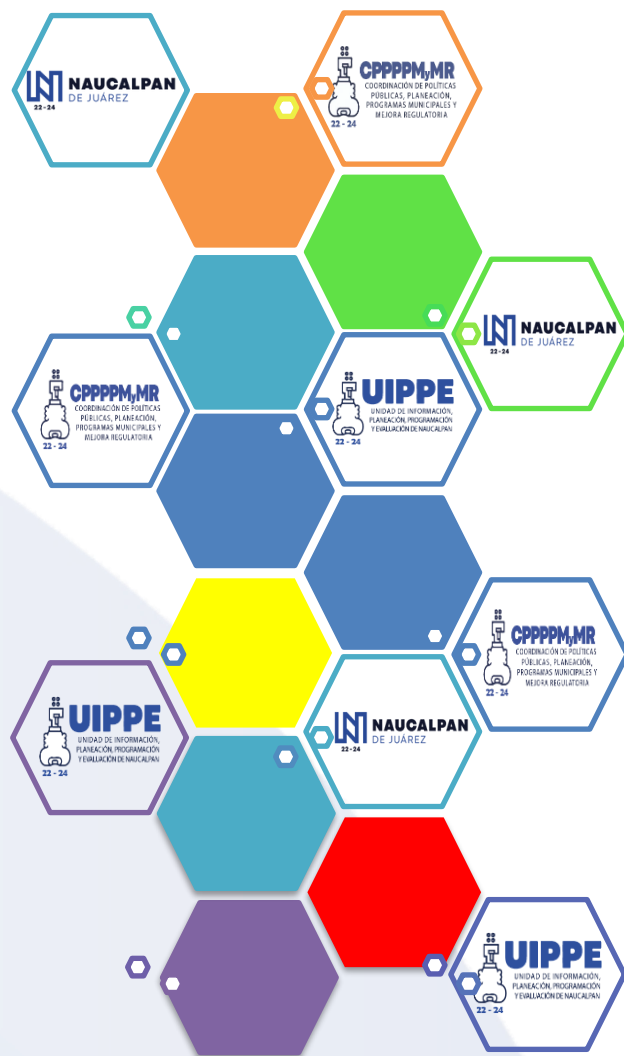 NAUCALPAN
DE JUÁREZ
22-24
CPPPPMyMR
COORDINACIÓN DE POLÍTICAS
PÚBLICAS, PLANEACIÓN,
PROGRAMAS MUNICIPALES Y
MEJORA REGULATORIA
22 - 24
NAUCALPAN
DE JUÁREZ
22-24
CPPPPMyMR
COORDINACIÓN DE POLÍTICAS
PÚBLICAS, PLANEACIÓN,
PROGRAMAS MUNICIPALES Y
MEJORA REGULATORIA
22 - 24
UIPPE
UNIDAD DE INFORMACIÓN,
PLANEACIÓN, PROGRAMACIÓN
Y EVALUACIÓN DE NAUCALPAN
22 - 24
CPPPPMyMR
COORDINACIÓN DE POLÍTICAS
PÚBLICAS, PLANEACIÓN,
PROGRAMAS MUNICIPALES Y
MEJORA REGULATORIA
22 - 24
UIPPE
UNIDAD DE INFORMACIÓN,
PLANEACIÓN, PROGRAMACIÓN
Y EVALUACIÓN DE NAUCALPAN
22 - 24
NAUCALPAN
DE JUÁREZ
22-24
UIPPE
UNIDAD DE INFORMACIÓN,
PLANEACIÓN, PROGRAMACIÓN
Y EVALUACIÓN DE NAUCALPAN
22 - 24